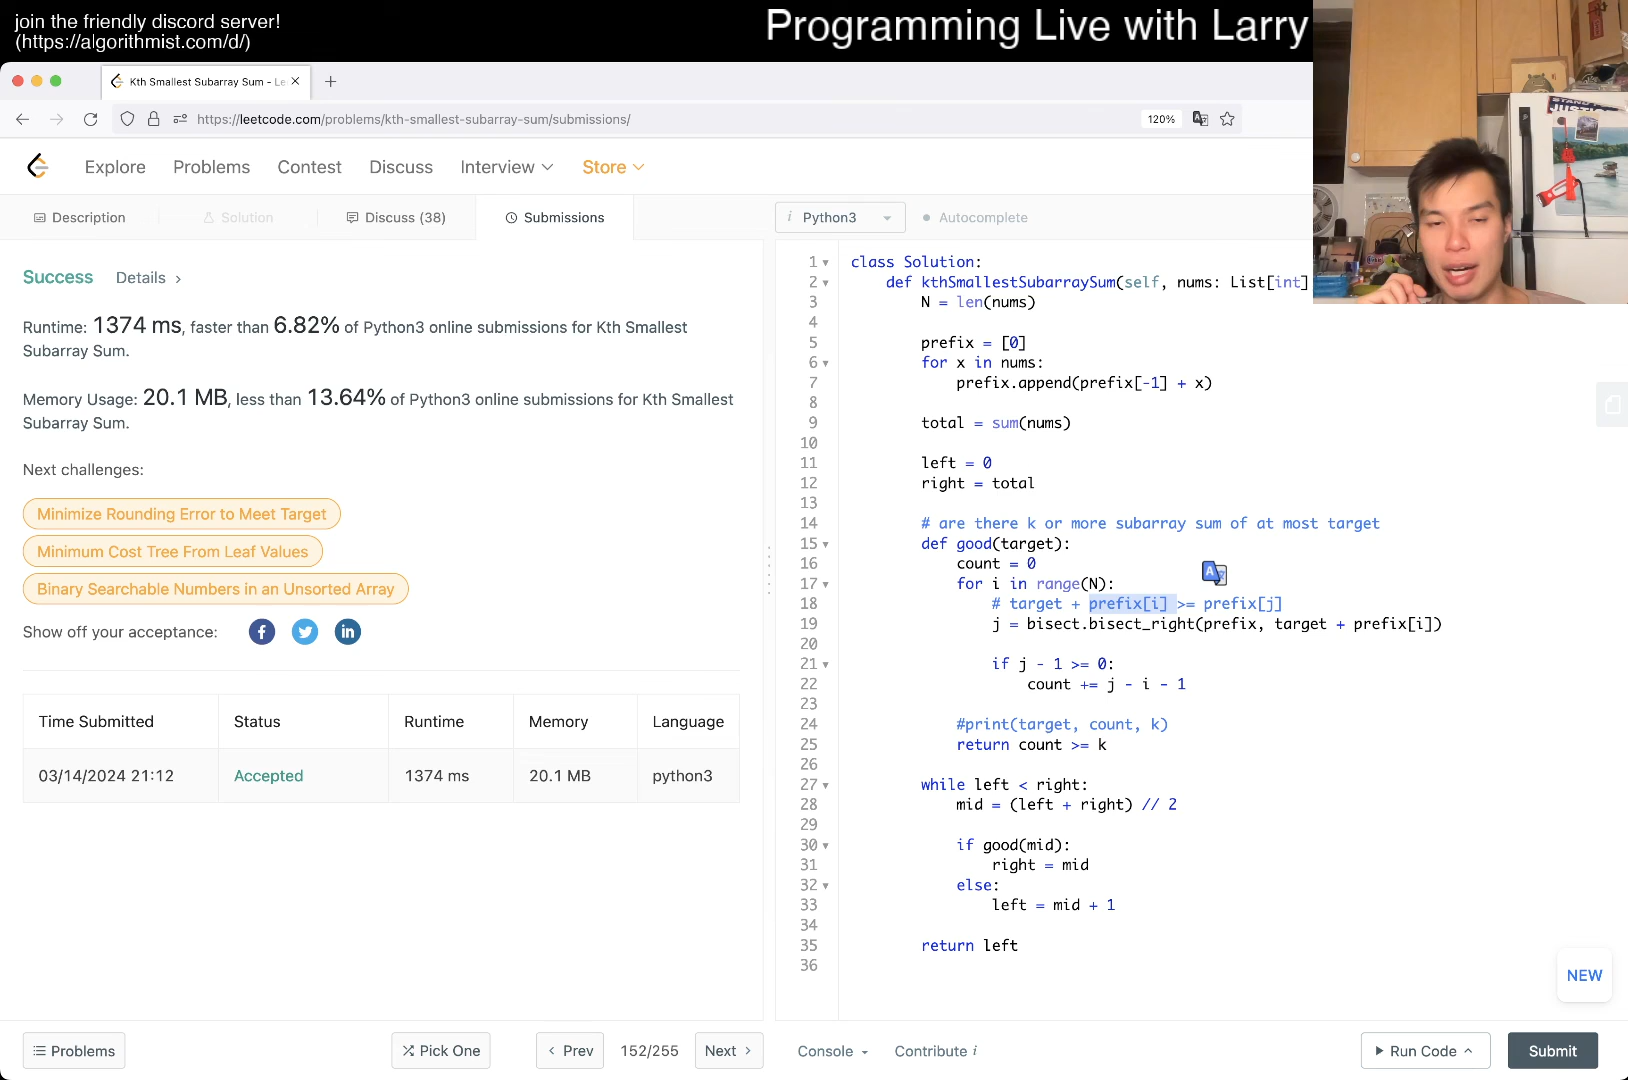 join the friendly discord server!
(https://algorithmist.com/d/)
Programming Live with Larry
Kth Smallest Subarray Sum - Le
https://leetcode.com/problems/kth-smallest-subarray-sum/submissions/
120%
Explore
Problems
Contest
Discuss
Interview
Store
Description
Solution
Discuss (38)
Submissions
i Python3
Autocomplete
Success
Details
Runtime: 1374 ms, faster than 6.82% of Python3 online submissions for Kth Smallest
Subarray Sum.
Memory Usage: 20.1 MB, less than 13.64% of Python3 online submissions for Kth Smallest
Subarray Sum.
Next challenges:
Minimize Rounding Error to Meet Target
Minimum Cost Tree From Leaf Values
Binary Searchable Numbers in an Unsorted Array
Show off your acceptance:
Time Submitted Status Runtime Memory Language
03/14/2024 21:12 Accepted 1374 ms 20.1 MB python3
1 class Solution:
2 def kthSmallestSubarraySum(self, nums: List[int]
3 N = len(nums)
4
5 prefix = [0]
6 for x in nums:
7 prefix.append(prefix[-1] + x)
8
9 total = sum(nums)
10
11 left = 0
12 right = total
13
14 # are there k or more subarray sum of at most target
15 def good(target):
16 count = 0
17 for i in range(N):
18 # target + prefix[i] >= prefix[j]
19 j = bisect.bisect_right(prefix, target + prefix[i])
20
21 if j - 1 >= 0:
22 count += j - i - 1
23
24 #print(target, count, k)
25 return count >= k
26
27 while left < right:
28 mid = (left + right) // 2
29
30 if good(mid):
31 right = mid
32 else:
33 left = mid + 1
34
35 return left
36
NEW
Problems
Pick One
Prev
152/255
Next
Console
Contribute i
Run Code
Submit